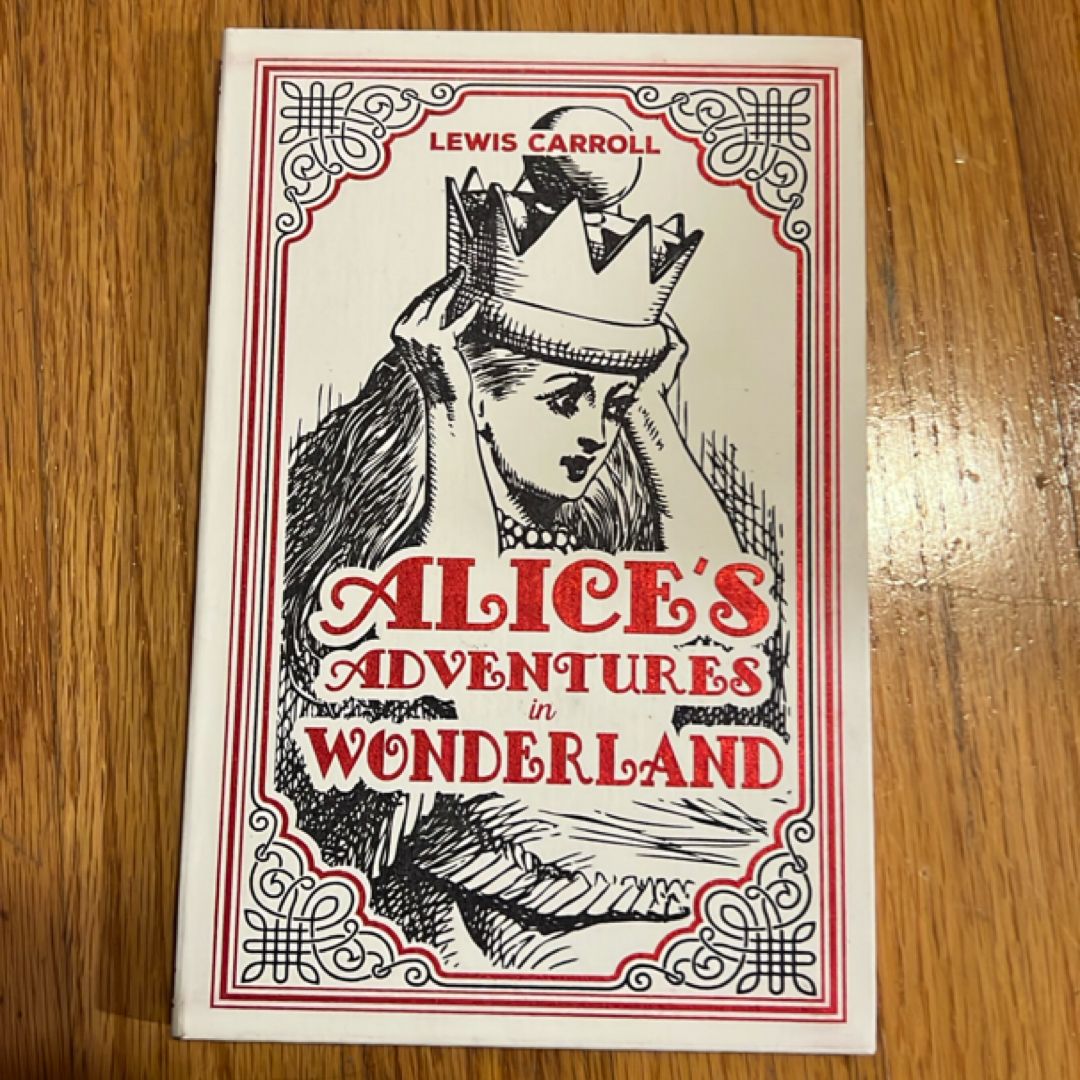 LEWIS CARROLL
ALICE'S
ADVENTURES
in
WONDERLAND